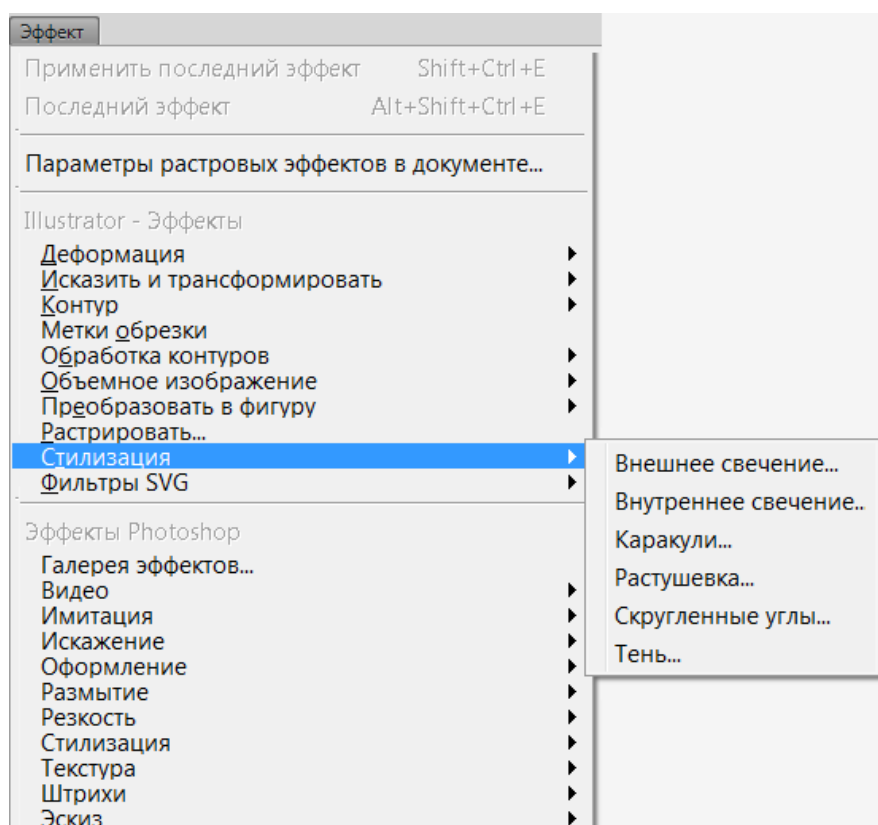 Эффект
Применить последний эффект Shift+Ctrl+E
Последний эффект Alt+Shift+Ctrl+E
Параметры растровых эффектов в документе...
Illustrator - Эффекты
Деформация
Исказить и трансформировать
Контур
Метки обрезки
Обработка контуров
Объемное изображение
Преобразовать в фигуру
Растрировать...
Стилизация
Фильтры SVG
Эффекты Photoshop
Галерея эффектов...
Видео
Имитация
Искажение
Оформление
Размытие
Резкость
Стилизация
Текстура
Штрихи
Эскиз
Внешнее свечение...
Внутреннее свечение..
Каракули...
Растушевка...
Скругленные углы...
Тень...